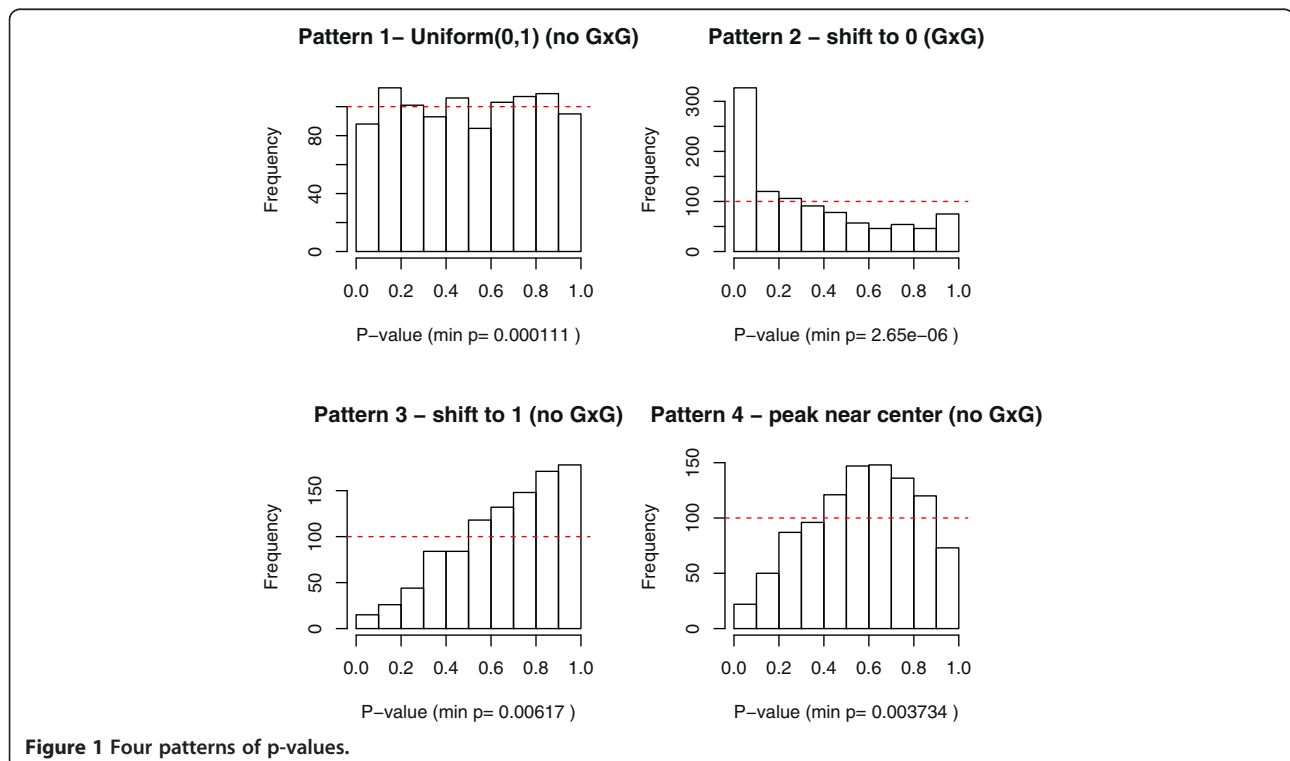 Pattern 1– Uniform(0,1) (no GxG)
Frequency
0 40 80
0.0 0.2 0.4 0.6 0.8 1.0
P−value (min p= 0.000111 )
Pattern 2 – shift to 0 (GxG)
Frequency
0 100 200 300
0.0 0.2 0.4 0.6 0.8 1.0
P−value (min p= 2.65e−06 )
Pattern 3 – shift to 1 (no GxG)
Frequency
0 50 100 150
0.0 0.2 0.4 0.6 0.8 1.0
P−value (min p= 0.00617 )
Pattern 4 – peak near center (no GxG)
Frequency
0 50 100 150
0.0 0.2 0.4 0.6 0.8 1.0
P−value (min p= 0.003734 )
Figure 1 Four patterns of p-values.